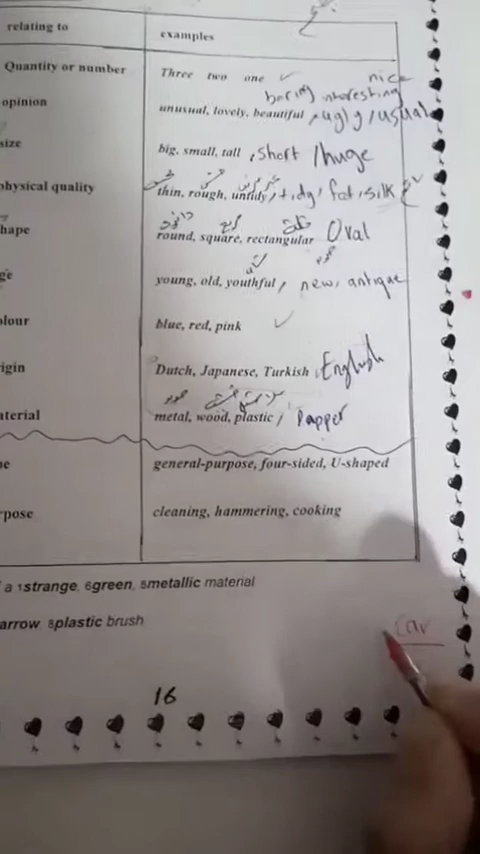 relating to examples
Quantity or number Three two one
nice
boring interesting
opinion unusual, lovely, beautiful, ugly / usual
size big, small, tall, short / huge
physical quality thin, rough, untidy, tidy, fat, silk
hape round, square, rectangular Oval
ge young, old, youthful, new, antique
olour blue, red, pink
igin Dutch, Japanese, Turkish, English
aterial metal, wood, plastic / Papper
pe general-purpose, four-sided, U-shaped
rpose cleaning, hammering, cooking
a 1strange, 6green, 5metallic material
arrow 8plastic brush
Car
16